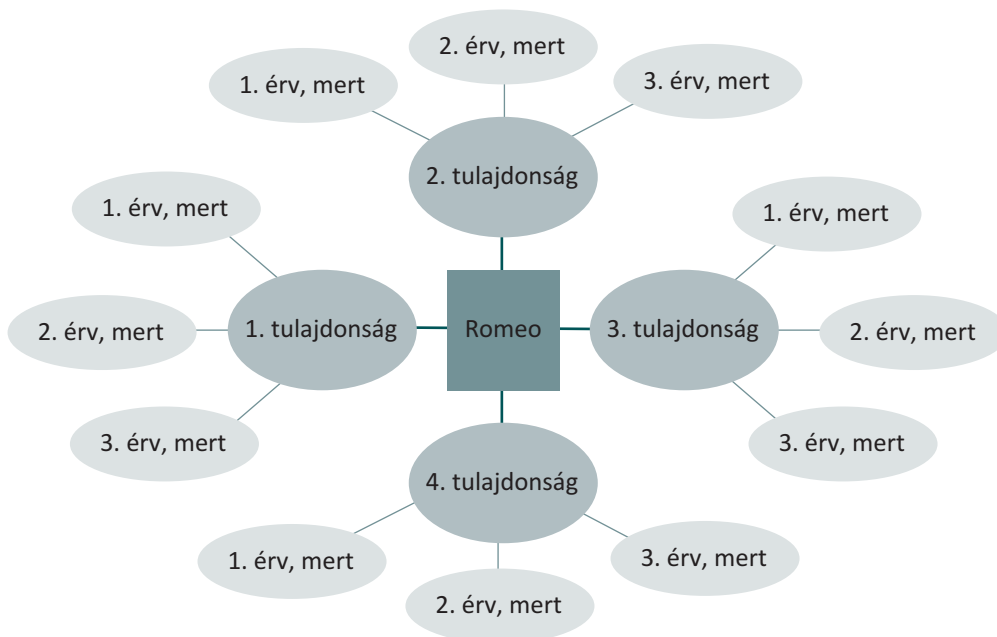 2. érv, mert
1. érv, mert
3. érv, mert
2. tulajdonság
1. érv, mert
1. érv, mert
2. érv, mert
1. tulajdonság
Romeo
3. tulajdonság
2. érv, mert
3. érv, mert
3. érv, mert
4. tulajdonság
1. érv, mert
3. érv, mert
2. érv, mert